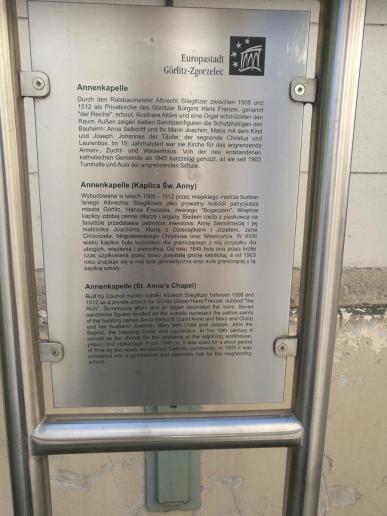 Europastadt
Görlitz-Zgorzelec
Annenkapelle
Durch den Ratsbaumeister Albrecht Stieglitzer zwischen 1508 und
1512 als Privatkirche des Görlitzer Bürgers Hans Frenzel, genannt
"der Reiche", erbaut. Kostbare Altäre und eine Orgel schmückten den
Raum. Außen zeigen sieben Sandsteinfiguren die Schutzheiligen des
Bauherrn: Anna Selbdritt und ihr Mann Joachim, Maria mit dem Kind
und Joseph, Johannes der Täufer, der segnende Christus und
Laurentius. Im 18. Jahrhundert war sie Kirche für das angrenzende
Armen-, Zucht- und Waisenhaus. Von der neu entstandenen
katholischen Gemeinde ab 1845 kurzzeitig genutzt, ist sie seit 1903
Turnhalle und Aula der angrenzenden Schule.
Annenkapelle (Kaplica Św. Anny)
Wybudowana w latach 1508 - 1512 przez miejskiego mistrza budow-
lanego Albrechta Stieglitzera jako prywatny kościół patrycjusza
miasta Görlitz, Hansa Frenzela, zwanego "Bogaczem". Wnętrze
kaplicy zdobią cenne ołtarze i organy. Siedem rzeźb z piaskowca na
fasadzie przedstawia patronów inwestora: Annę Samotrzecią i jej
małżonka Joachima, Marię z Dzieciątkiem i Józefem, Jana
Chrzciciela, błogosławiącego Chrystusa oraz Wawrzyńca. W XVIII
wieku kaplica była kościołem dla graniczącego z nią przytułku dla
ubogich, więzienia i sierocińca. Od roku 1845 była ona przez krótki
czas użytkowana przez nowo powstałą gminę katolicką, a od 1903
roku znajduje się w niej sala gimnastyczna oraz aula graniczącej z tą
kaplicą szkoły.
Annenkapelle (St. Anne's Chapel)
Built by Council master builder Albrecht Stieglitzer between 1508 and
1512 as a private church for Görlitz citizen Hans Frenzel, dubbed "the
Rich". Sumptuous altars and an organ decorated the room. Seven
sandstone figures located on the outside represent the patron saints
of the building owner: Anna Selbdritt (Saint Anne and Mary and Child)
and her husband Joachim, Mary with Child and Joseph, John the
Baptist, the blessing Christ and Laurentius. In the 18th century it
served as the church for the residents of the adjoining workhouse,
prison, and orphanage. From 1845 on, it was used for a short period
of time by the newly established Catholic community; in 1903 it was
converted into a gymnasium and assembly hall for the neighboring
school.